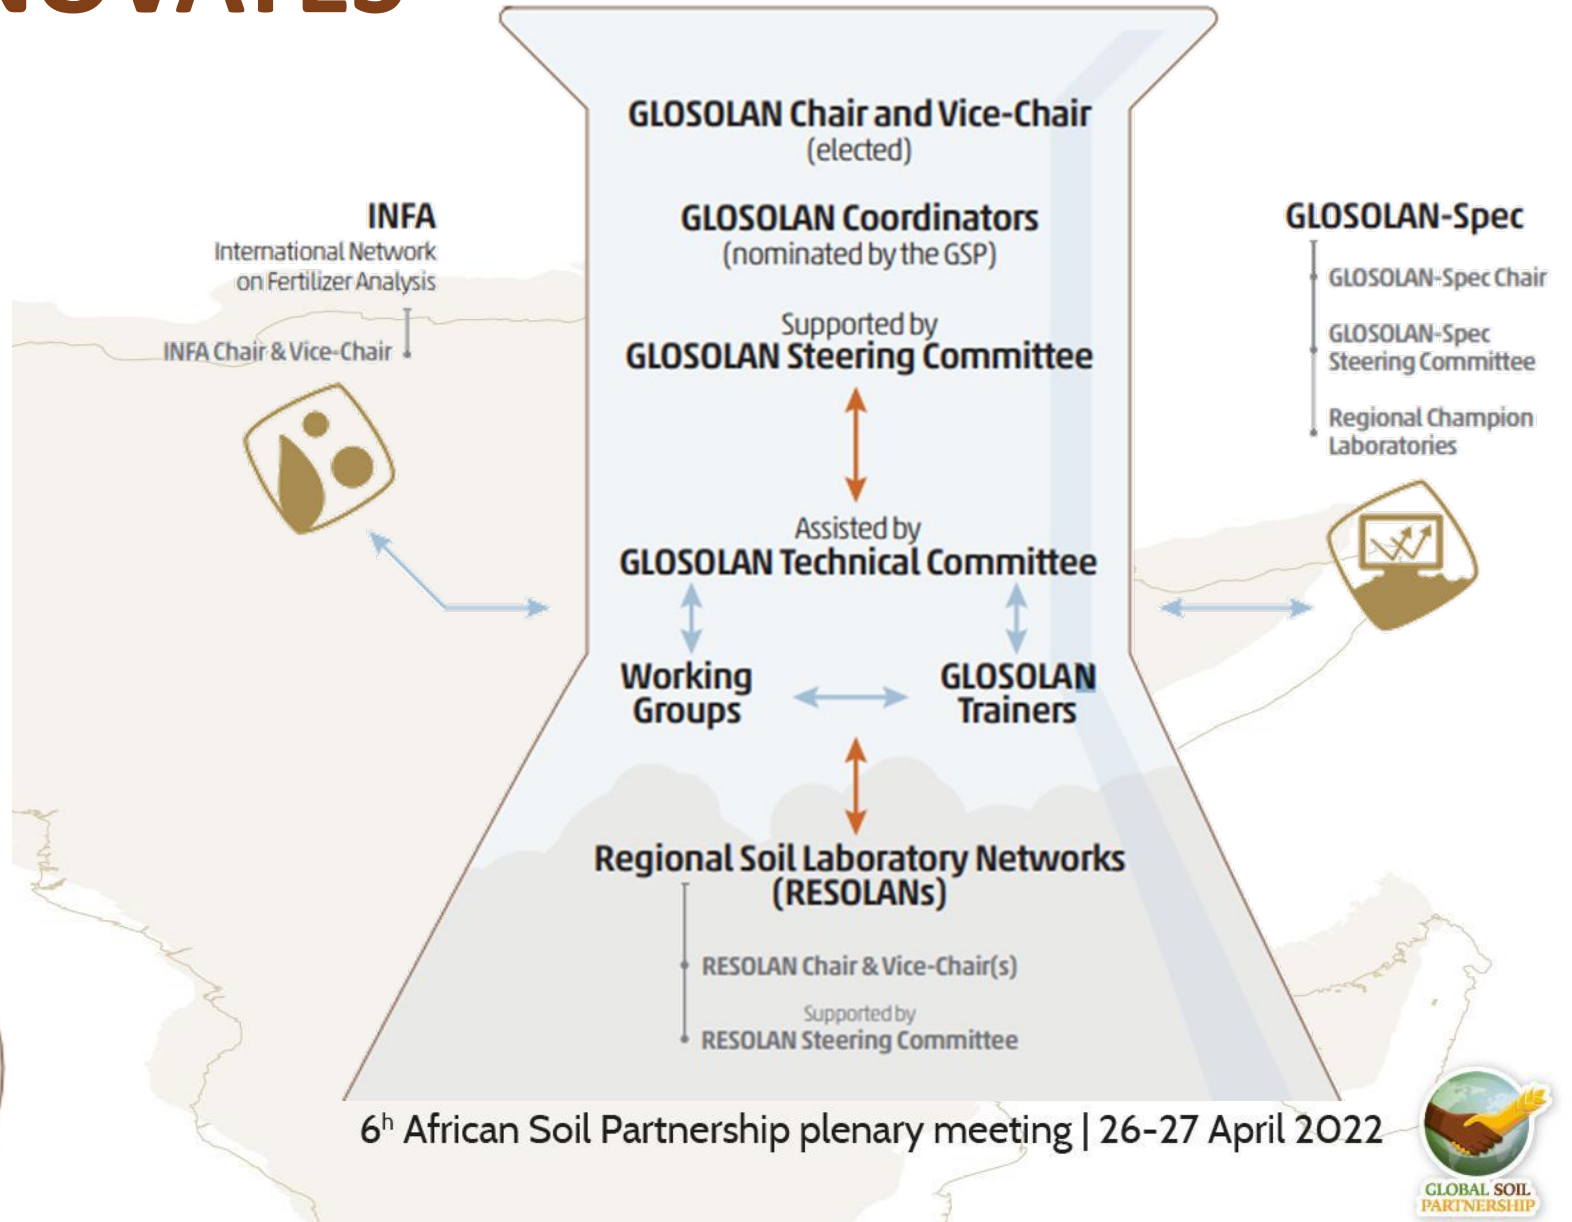 GLOSOLAN Chair and Vice-Chair
(elected)
GLOSOLAN Coordinators
(nominated by the GSP)
Supported by
GLOSOLAN Steering Committee
Assisted by
GLOSOLAN Technical Committee
Working
Groups
GLOSOLAN
Trainers
Regional Soil Laboratory Networks
(RESOLANs)
RESOLAN Chair & Vice-Chair(s)
Supported by
RESOLAN Steering Committee
INFA
International Network
on Fertilizer Analysis
INFA Chair & Vice-Chair
GLOSOLAN-Spec
GLOSOLAN-Spec Chair
GLOSOLAN-Spec
Steering Committee
Regional Champion
Laboratories
6h African Soil Partnership plenary meeting | 26-27 April 2022
GLOBAL SOIL
PARTNERSHIP